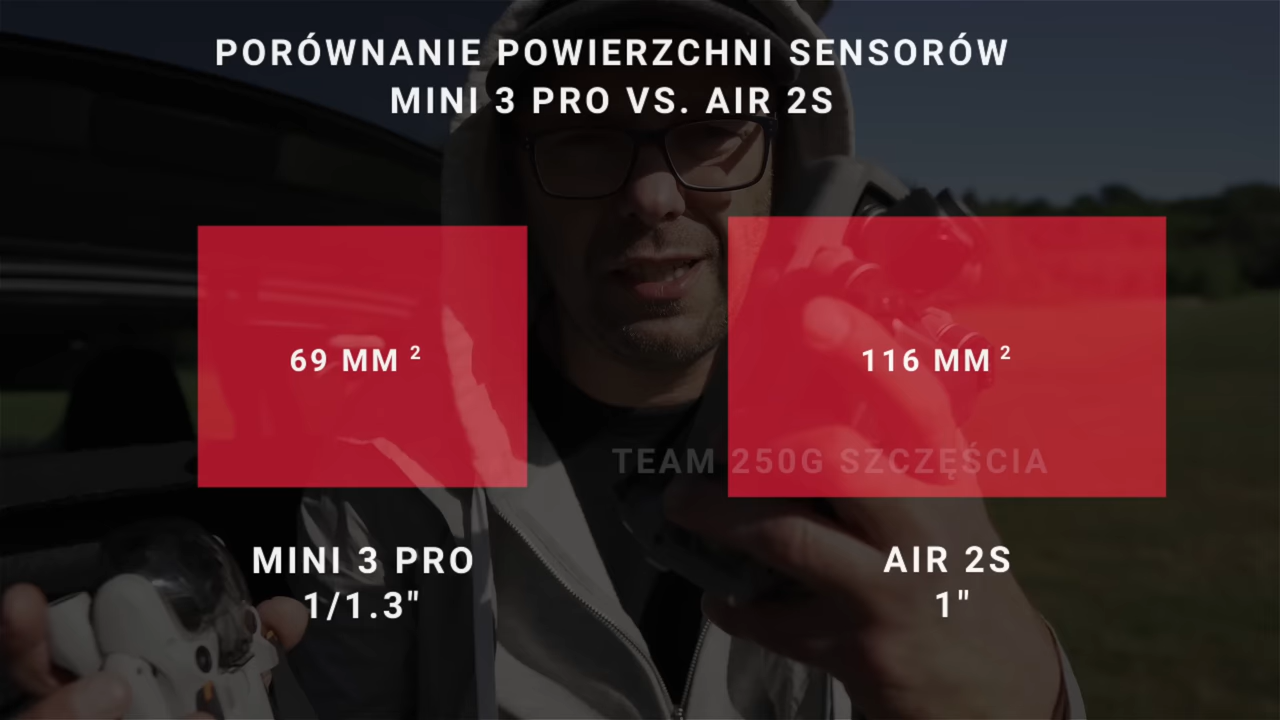 PORÓWNANIE POWIERZCHNI SENSORÓW
MINI 3 PRO VS. AIR 2S
69 MM ²
116 MM ²
TEAM 250G SZCZĘŚCIA
MINI 3 PRO
1/1.3"
AIR 2S
1"